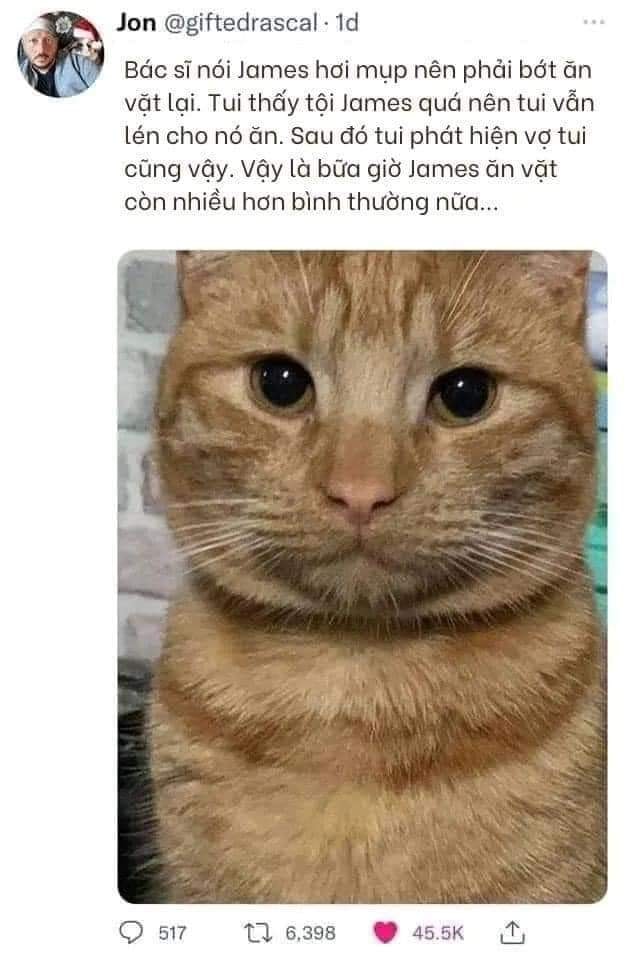 Jon @giftedrascal · 1d
Bác sĩ nói James hơi mụp nên phải bớt ăn
vặt lại. Tui thấy tội James quá nên tui vẫn
lén cho nó ăn. Sau đó tui phát hiện vợ tui
cũng vậy. Vậy là bữa giờ James ăn vặt
còn nhiều hơn bình thường nữa...
517 6,398 45.5K